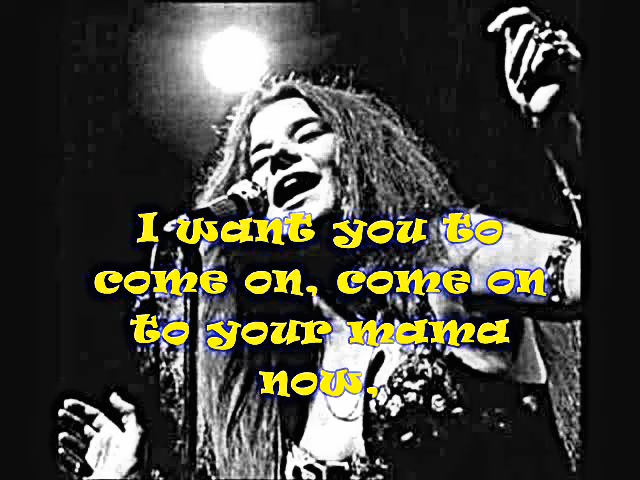 I want you to
come on, come on
to your mama
now,